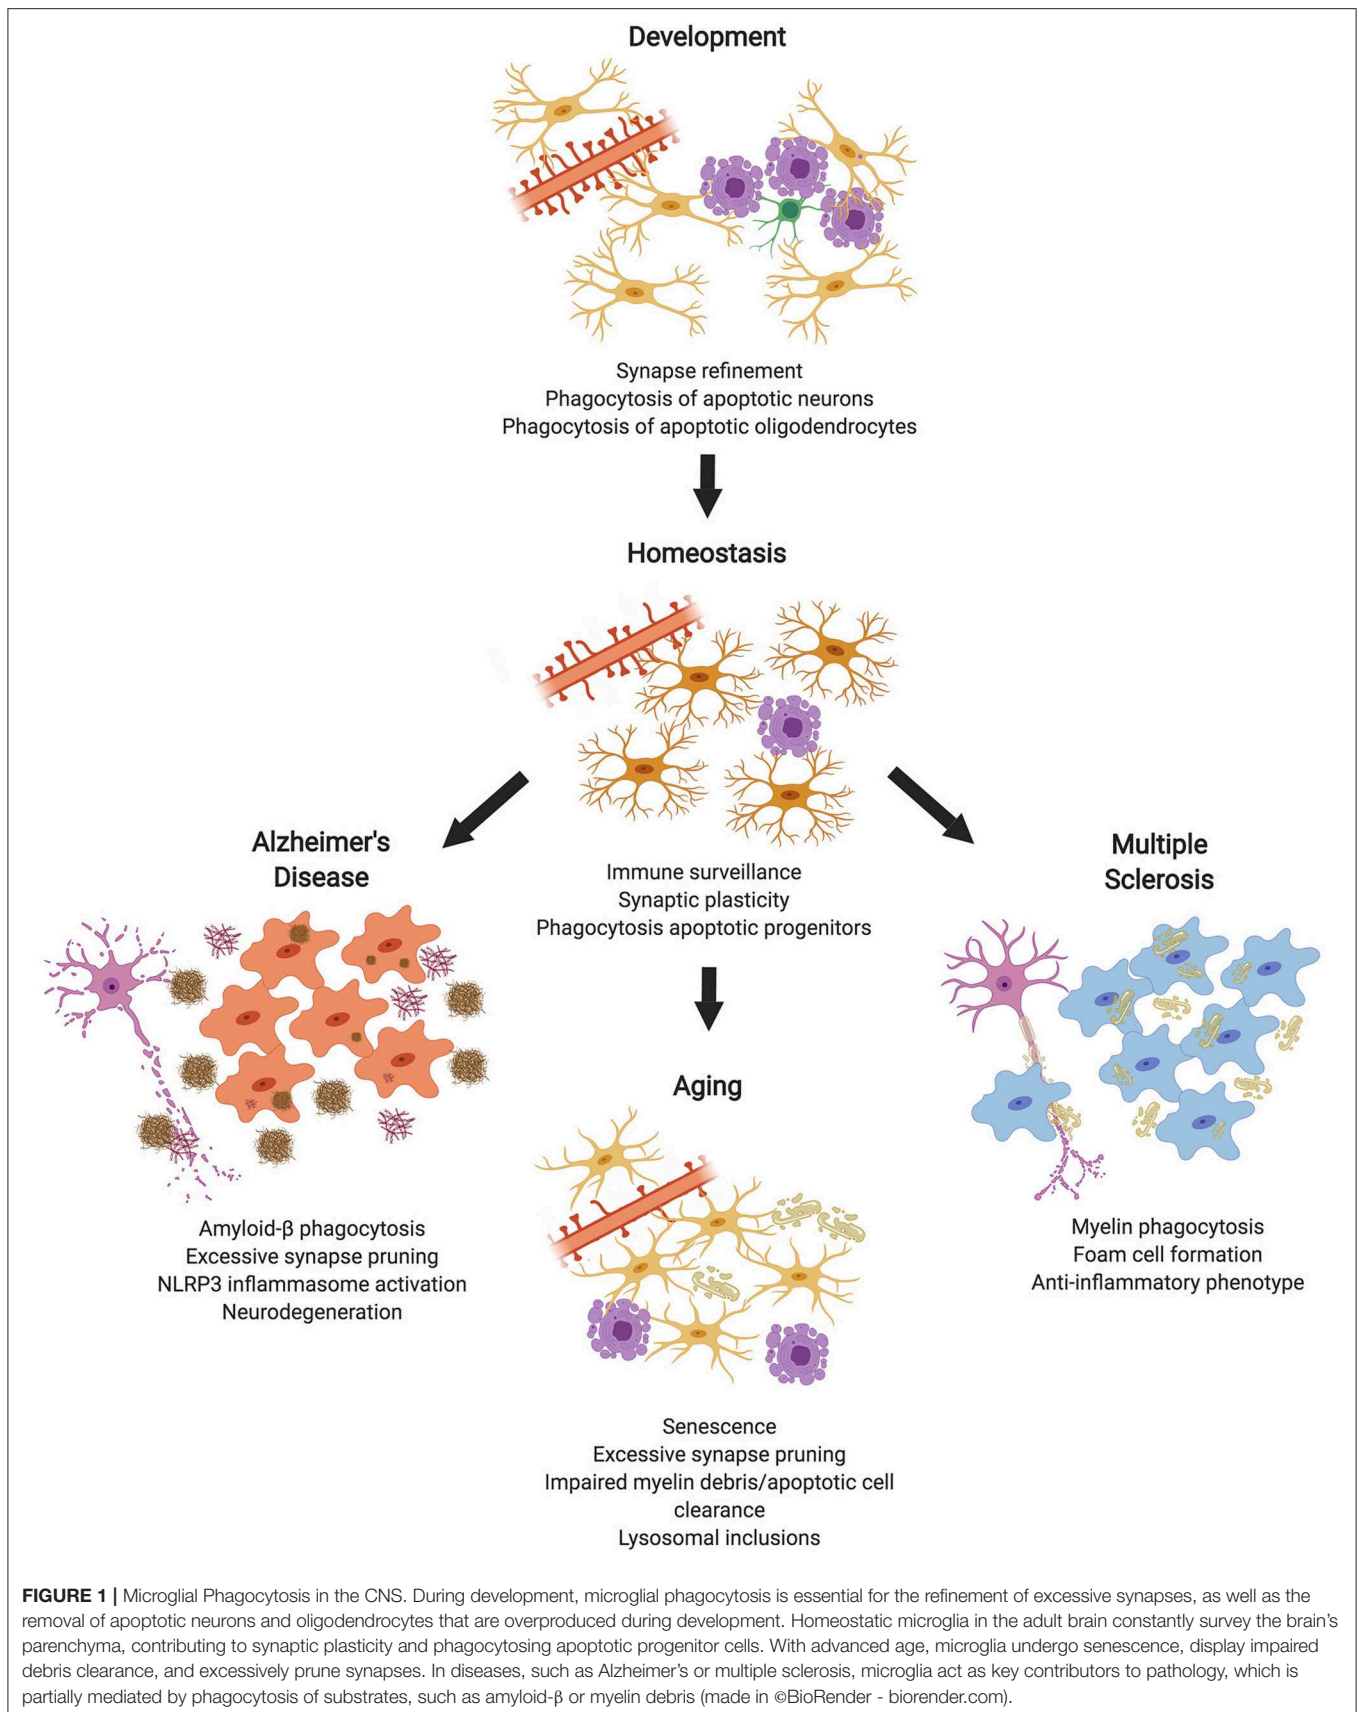 Development
Synapse refinement
Phagocytosis of apoptotic neurons
Phagocytosis of apoptotic oligodendrocytes
Homeostasis
Immune surveillance
Synaptic plasticity
Phagocytosis apoptotic progenitors
Alzheimer's
Disease
Amyloid-β phagocytosis
Excessive synapse pruning
NLRP3 inflammasome activation
Neurodegeneration
Multiple
Sclerosis
Myelin phagocytosis
Foam cell formation
Anti-inflammatory phenotype
Aging
Senescence
Excessive synapse pruning
Impaired myelin debris/apoptotic cell
clearance
Lysosomal inclusions
FIGURE 1 | Microglial Phagocytosis in the CNS. During development, microglial phagocytosis is essential for the refinement of excessive synapses, as well as the
removal of apoptotic neurons and oligodendrocytes that are overproduced during development. Homeostatic microglia in the adult brain constantly survey the brain’s
parenchyma, contributing to synaptic plasticity and phagocytosing apoptotic progenitor cells. With advanced age, microglia undergo senescence, display impaired
debris clearance, and excessively prune synapses. In diseases, such as Alzheimer’s or multiple sclerosis, microglia act as key contributors to pathology, which is
partially mediated by phagocytosis of substrates, such as amyloid-β or myelin debris (made in ©BioRender - biorender.com).